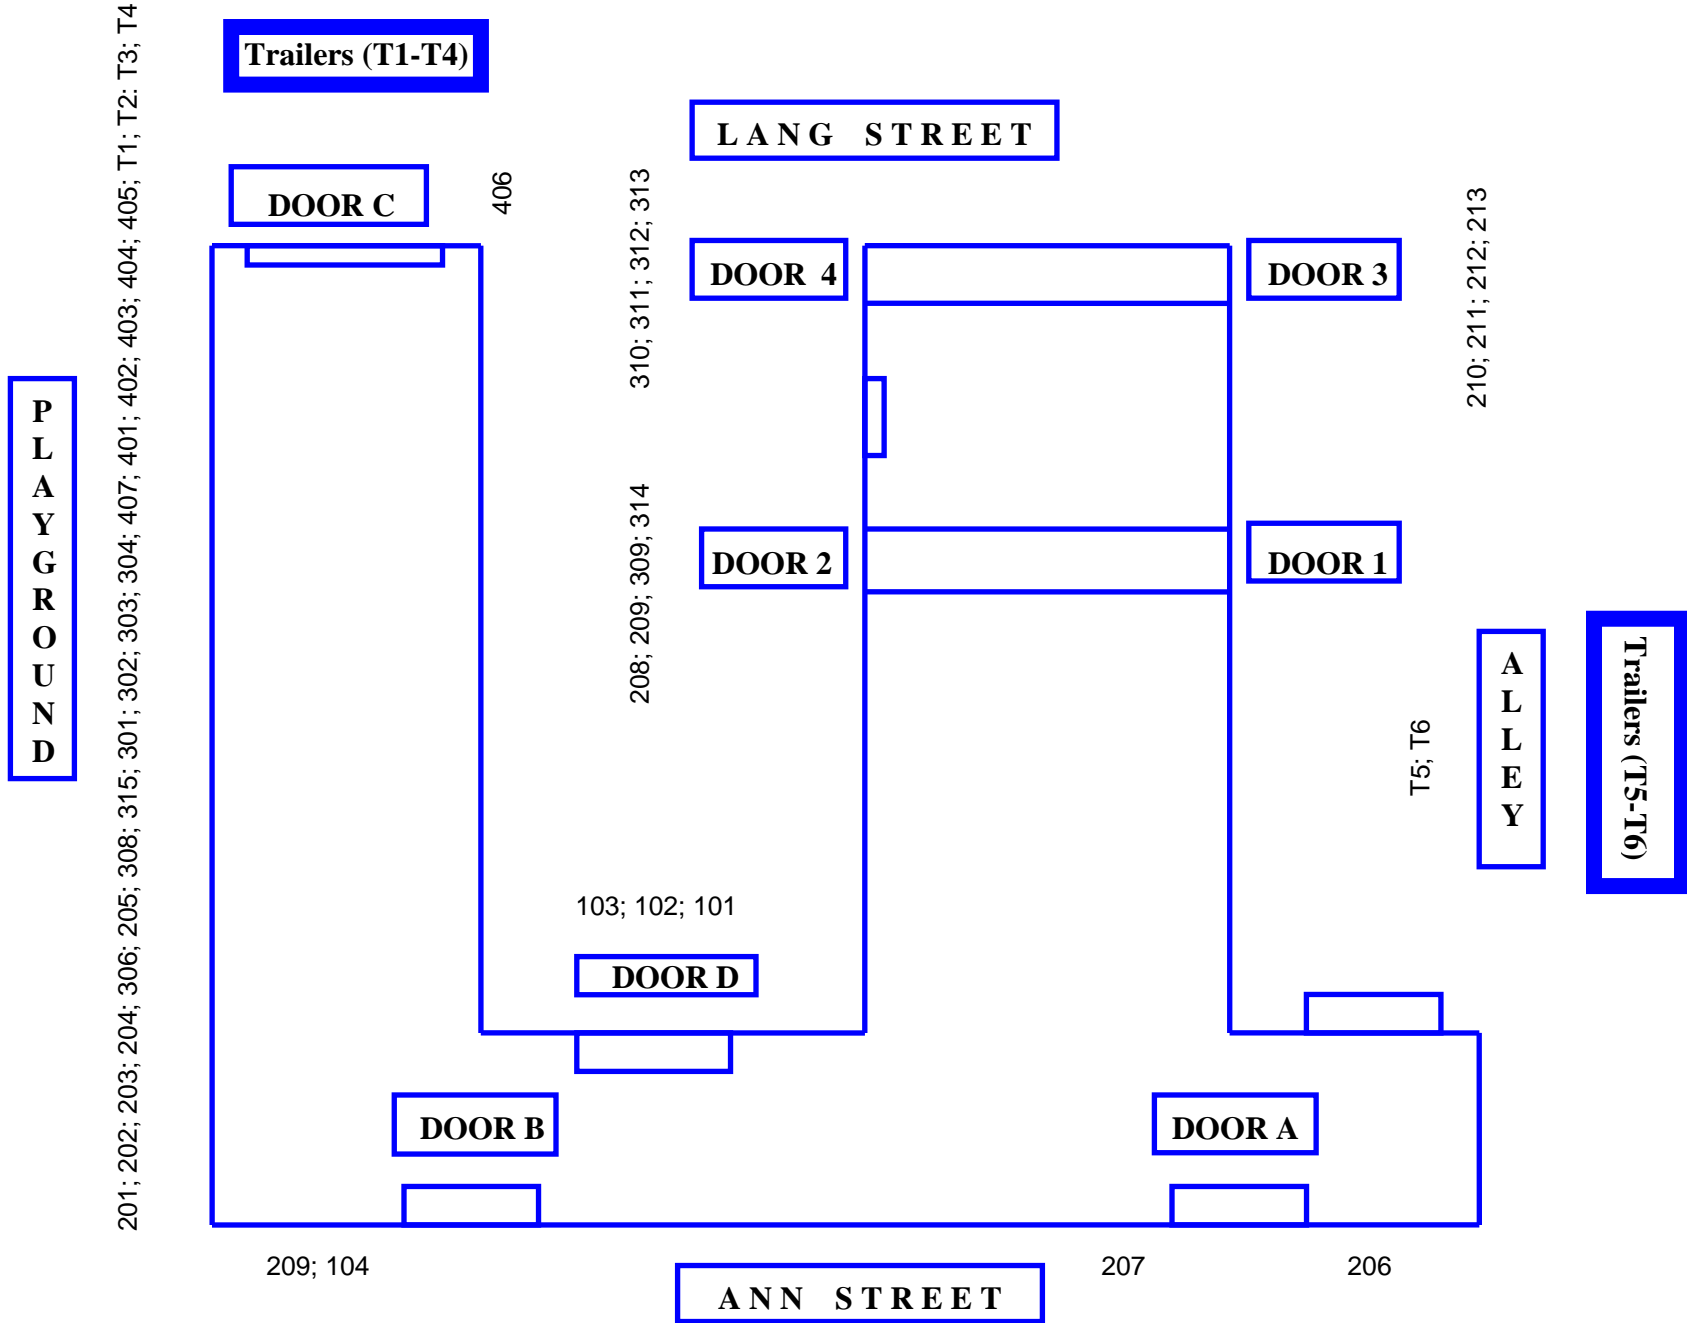 Trailers (T1-T4)
LANG STREET
DOOR C
406
DOOR 4
DOOR 3
310; 311; 312; 313
210; 211; 212; 213
PLAYGROUND
201; 202; 203; 204; 306; 205; 308; 315; 301; 302; 303; 304; 407; 401; 402; 403; 404; 405; T1; T2: T3; T4
208; 209; 309; 314
DOOR 2
DOOR 1
ALLEY
Trailers (T5-T6)
T5; T6
103; 102; 101
DOOR D
DOOR B
DOOR A
209; 104
207
206
ANN STREET